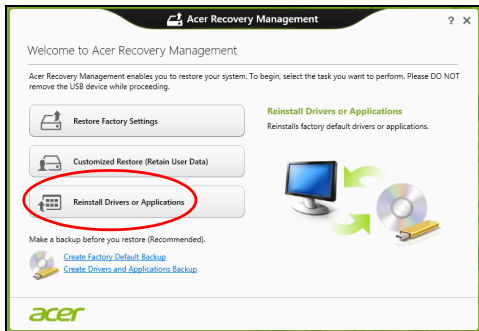 Acer Recovery Management
? ×
Welcome to Acer Recovery Management
Acer Recovery Management enables you to restore your system. To begin, select the task you want to perform. Please DO NOT
remove the USB device while proceeding.
Restore Factory Settings
Customized Restore (Retain User Data)
Reinstall Drivers or Applications
Reinstall Drivers or Applications
Reinstalls factory default drivers or applications.
Make a backup before you restore (Recommended).
Create Factory Default Backup
Create Drivers and Applications Backup
acer